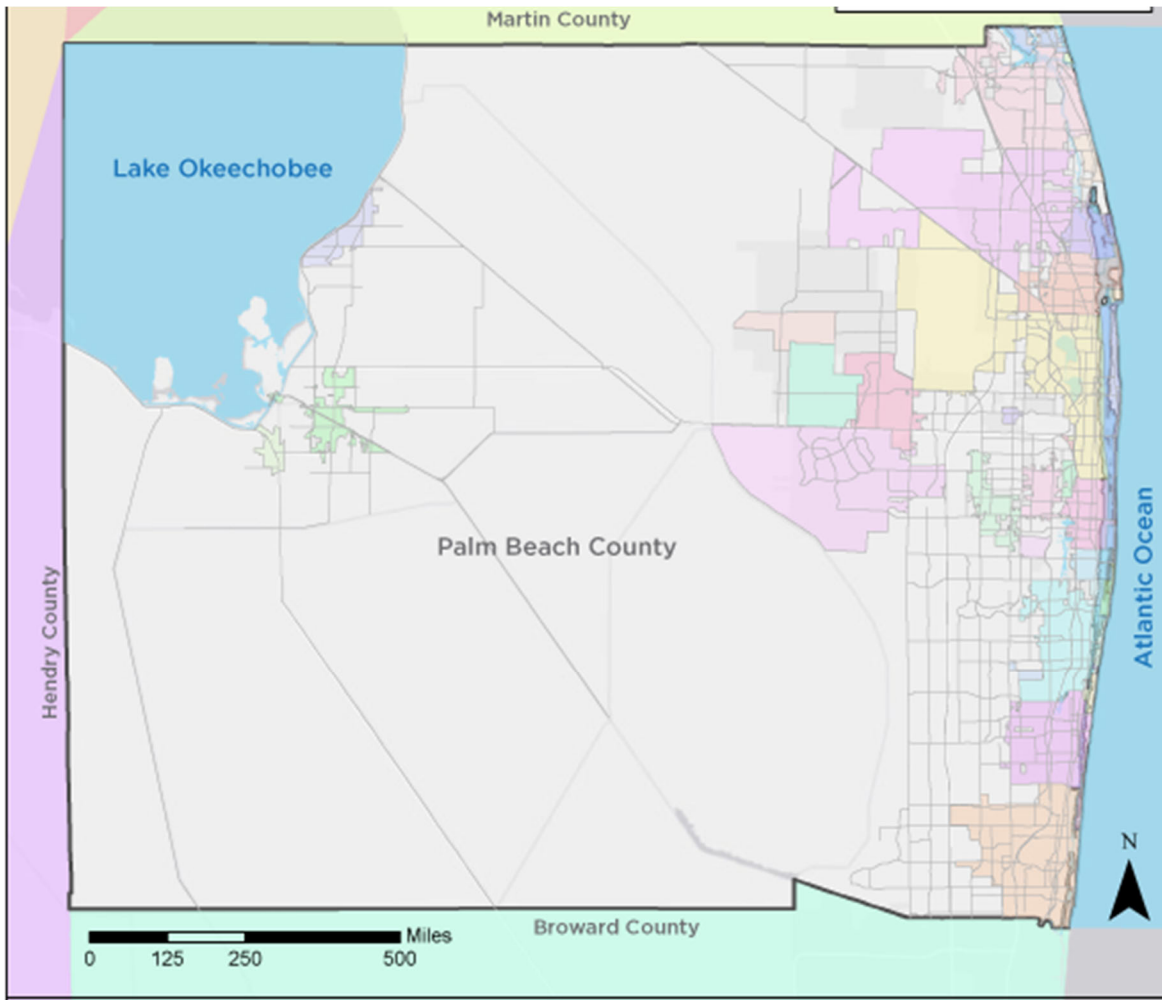 Martin County
Lake Okeechobee
Palm Beach County
Hendry County
Atlantic Ocean
N
Broward County
Miles
0 125 250 500